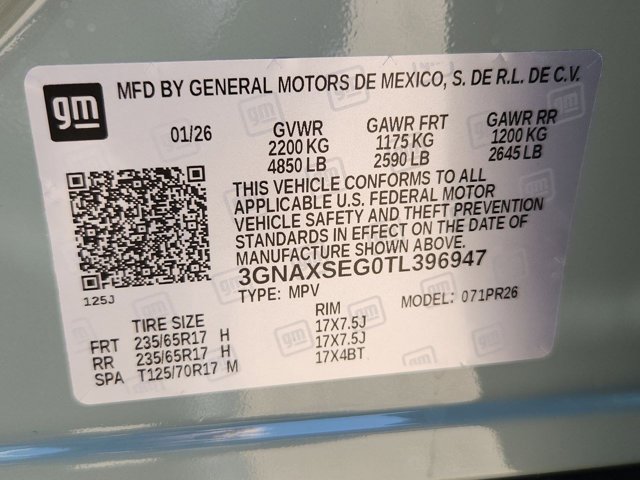 gm
MFD BY GENERAL MOTORS DE MEXICO, S. DE R.L. DE C.V.
01/26 GVWR GAWR FRT GAWR RR
2200 KG 1175 KG 1200 KG
4850 LB 2590 LB 2645 LB
THIS VEHICLE CONFORMS TO ALL
APPLICABLE U.S. FEDERAL MOTOR
VEHICLE SAFETY AND THEFT PREVENTION
STANDARDS IN EFFECT ON THE DATE OF
MANUFACTURE SHOWN ABOVE.
3GNAXSEG0TL396947
125J
TYPE: MPV MODEL: 071PR26
TIRE SIZE RIM
FRT 235/65R17 H 17X7.5J
RR 235/65R17 H 17X7.5J
SPA T125/70R17 M 17X4BT